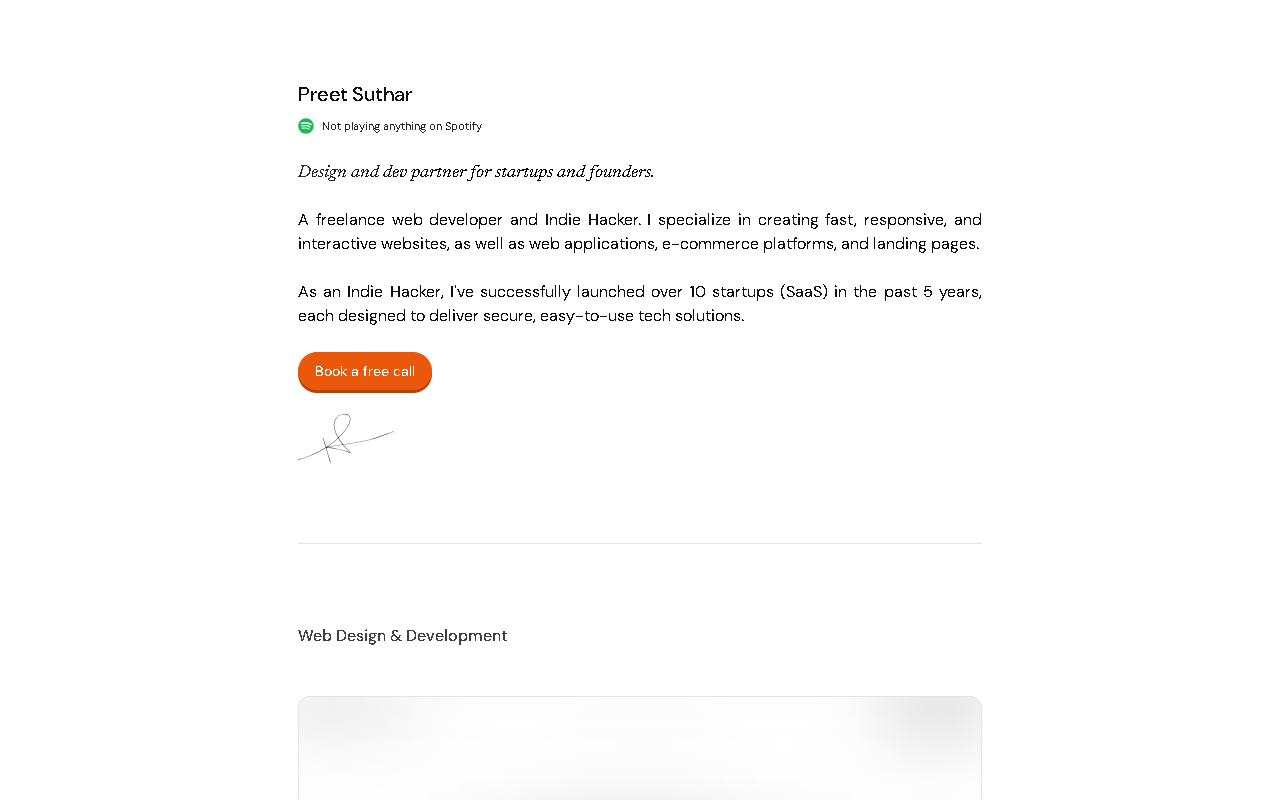 Preet Suthar
Not playing anything on Spotify
Design and dev partner for startups and founders.
A freelance web developer and Indie Hacker. I specialize in creating fast, responsive, and
interactive websites, as well as web applications, e-commerce platforms, and landing pages.
As an Indie Hacker, I've successfully launched over 10 startups (SaaS) in the past 5 years,
each designed to deliver secure, easy-to-use tech solutions.
Book a free call
Web Design & Development